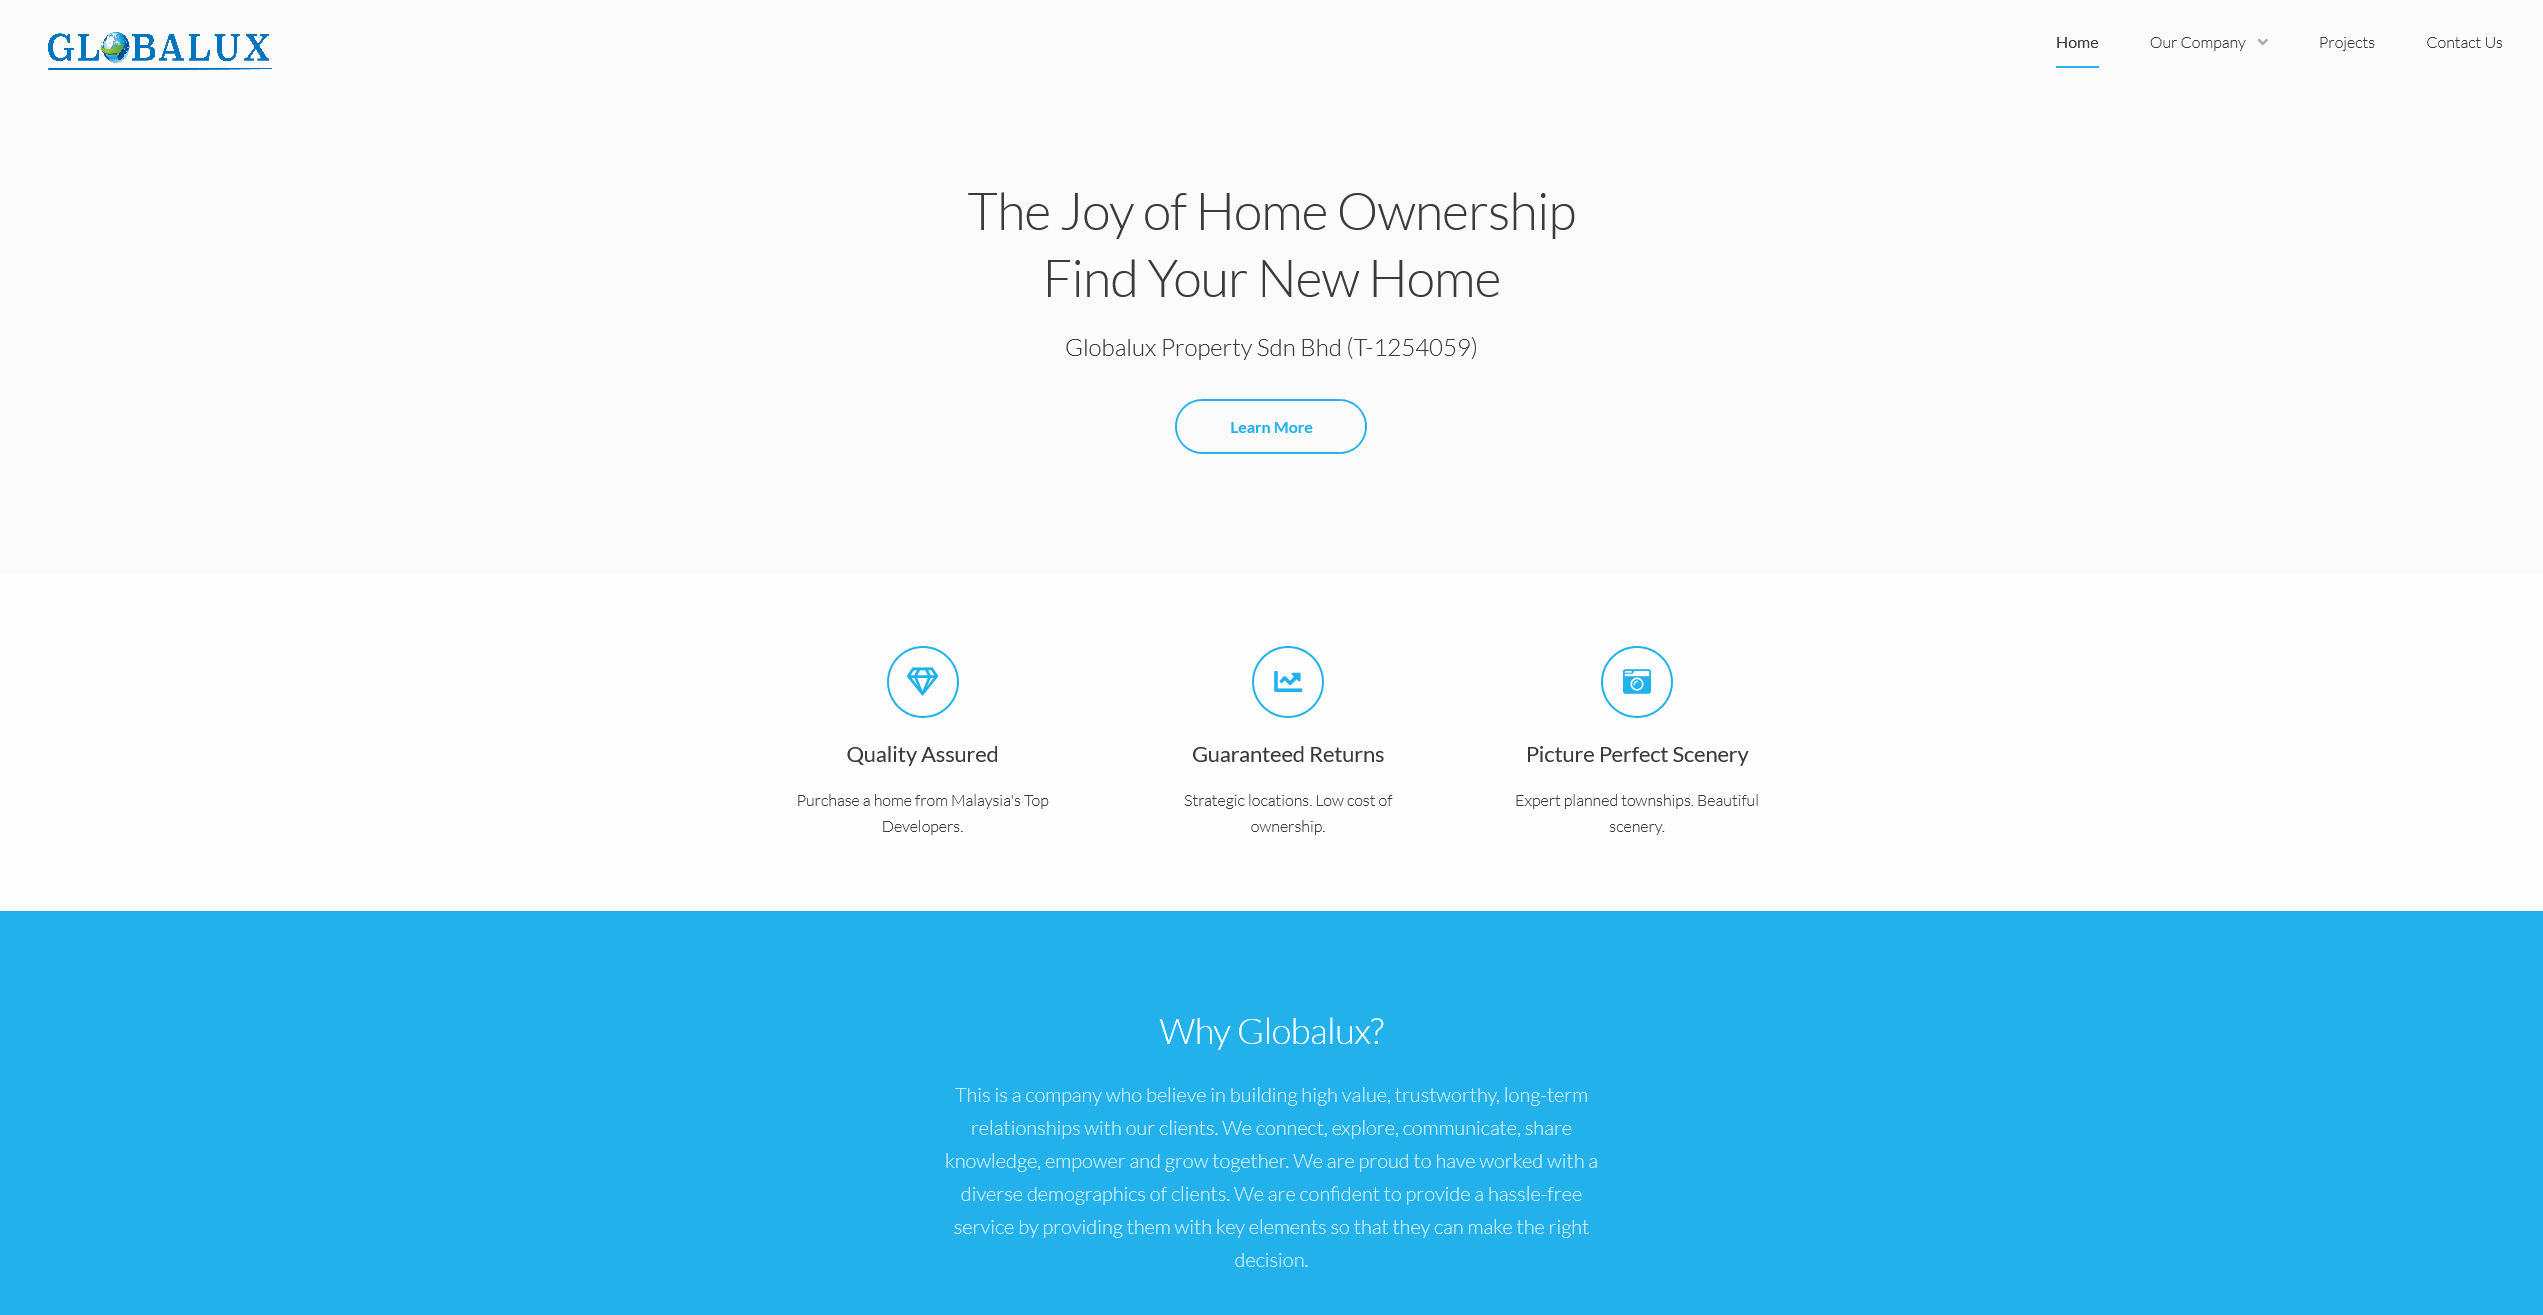 GLOBALUX
Home
Our Company
Projects
Contact Us
The Joy of Home Ownership
Find Your New Home
Globalux Property Sdn Bhd (T-1254059)
Learn More
Quality Assured
Purchase a home from Malaysia's Top
Developers.
Guaranteed Returns
Strategic locations. Low cost of
ownership.
Picture Perfect Scenery
Expert planned townships. Beautiful
scenery.
Why Globalux?
This is a company who believe in building high value, trustworthy, long-term
relationships with our clients. We connect, explore, communicate, share
knowledge, empower and grow together. We are proud to have worked with a
diverse demographics of clients. We are confident to provide a hassle-free
service by providing them with key elements so that they can make the right
decision.